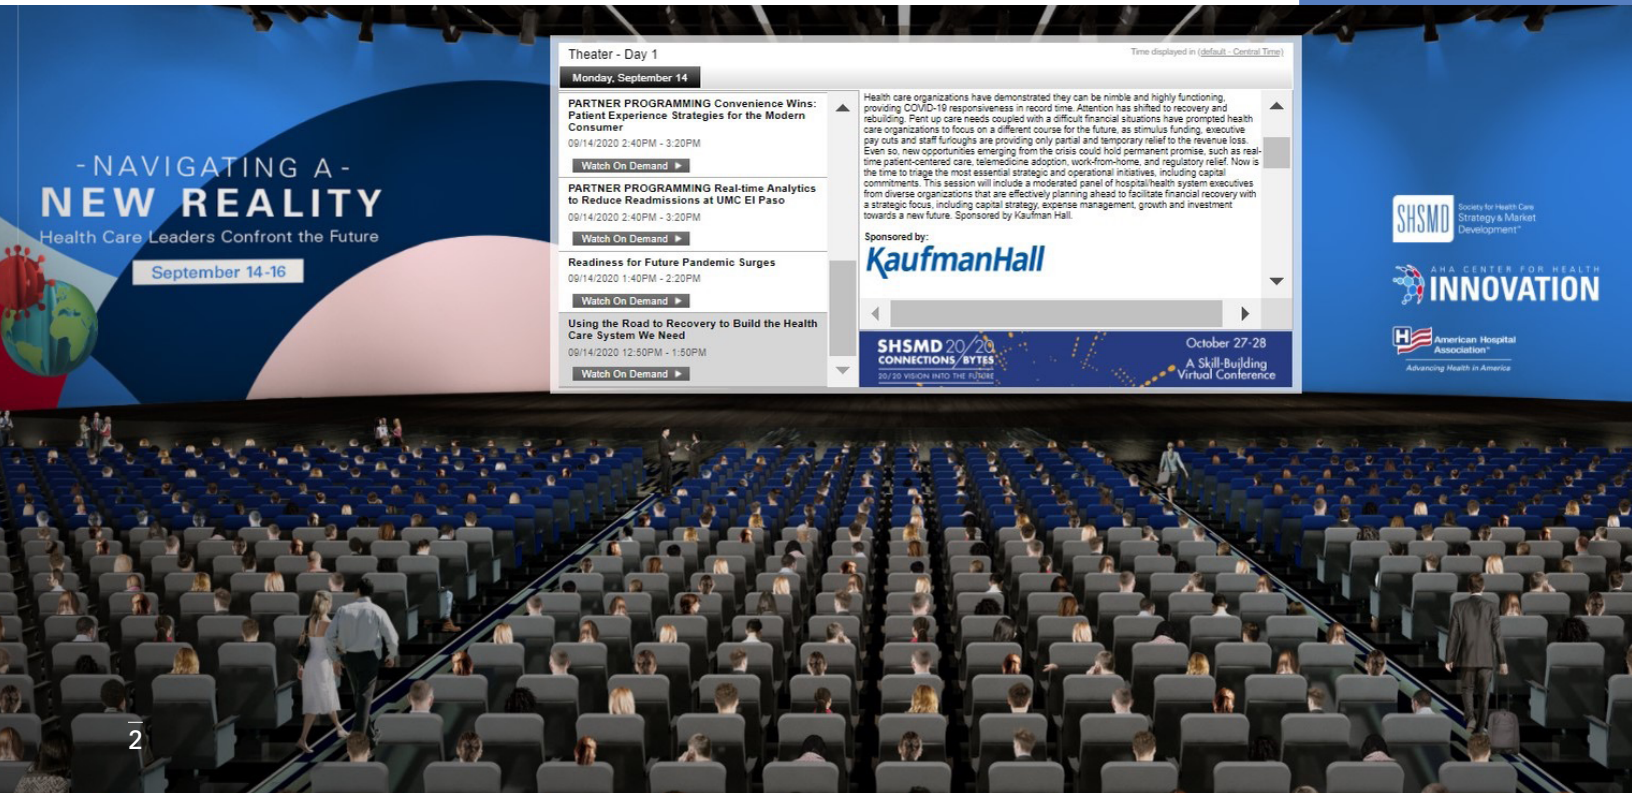 - NAVIGATING A -
NEW REALITY
Health Care Leaders Confront the Future
September 14-16
Theater - Day 1
Time displayed in (default - Central Time)
Monday, September 14
PARTNER PROGRAMMING Convenience Wins:
Patient Experience Strategies for the Modern
Consumer
09/14/2020 2:40PM - 3:20PM
Watch On Demand
PARTNER PROGRAMMING Real-time Analytics
to Reduce Readmissions at UMC El Paso
09/14/2020 2:40PM - 3:20PM
Watch On Demand
Readiness for Future Pandemic Surges
09/14/2020 1:40PM - 2:20PM
Watch On Demand
Using the Road to Recovery to Build the Health
Care System We Need
09/14/2020 12:50PM - 1:50PM
Watch On Demand
Health care organizations have demonstrated they can be nimble and highly functioning,
providing COVID-19 responsiveness in record time. Attention has shifted to recovery and
rebuilding. Pent up care needs coupled with a difficult financial situations have prompted health
care organizations to focus on a different course for the future, as stimulus funding, executive
pay cuts and staff furloughs are providing only partial and temporary relief to the revenue loss.
Even so, new opportunities emerging from the crisis could hold permanent promise, such as real-
time patient-centered care, telemedicine adoption, work-from-home, and regulatory relief. Now is
the time to triage the most essential strategic and operational initiatives, including capital
commitments. This session will include a moderated panel of hospital/health system executives
from diverse organizations that are effectively planning ahead to facilitate financial recovery with
a strategic focus, including capital strategy, expense management, growth and investment
towards a new future. Sponsored by Kaufman Hall.
Sponsored by:
KaufmanHall
SHSMD 20/20
CONNECTIONS/BYTES
20/20 VISION INTO THE FUTURE
October 27-28
A Skill-Building
Virtual Conference
SHSMD
Society for Health Care
Strategy & Market
Development™
AHA CENTER FOR HEALTH
INNOVATION
H
American Hospital
Association™
Advancing Health in America
2